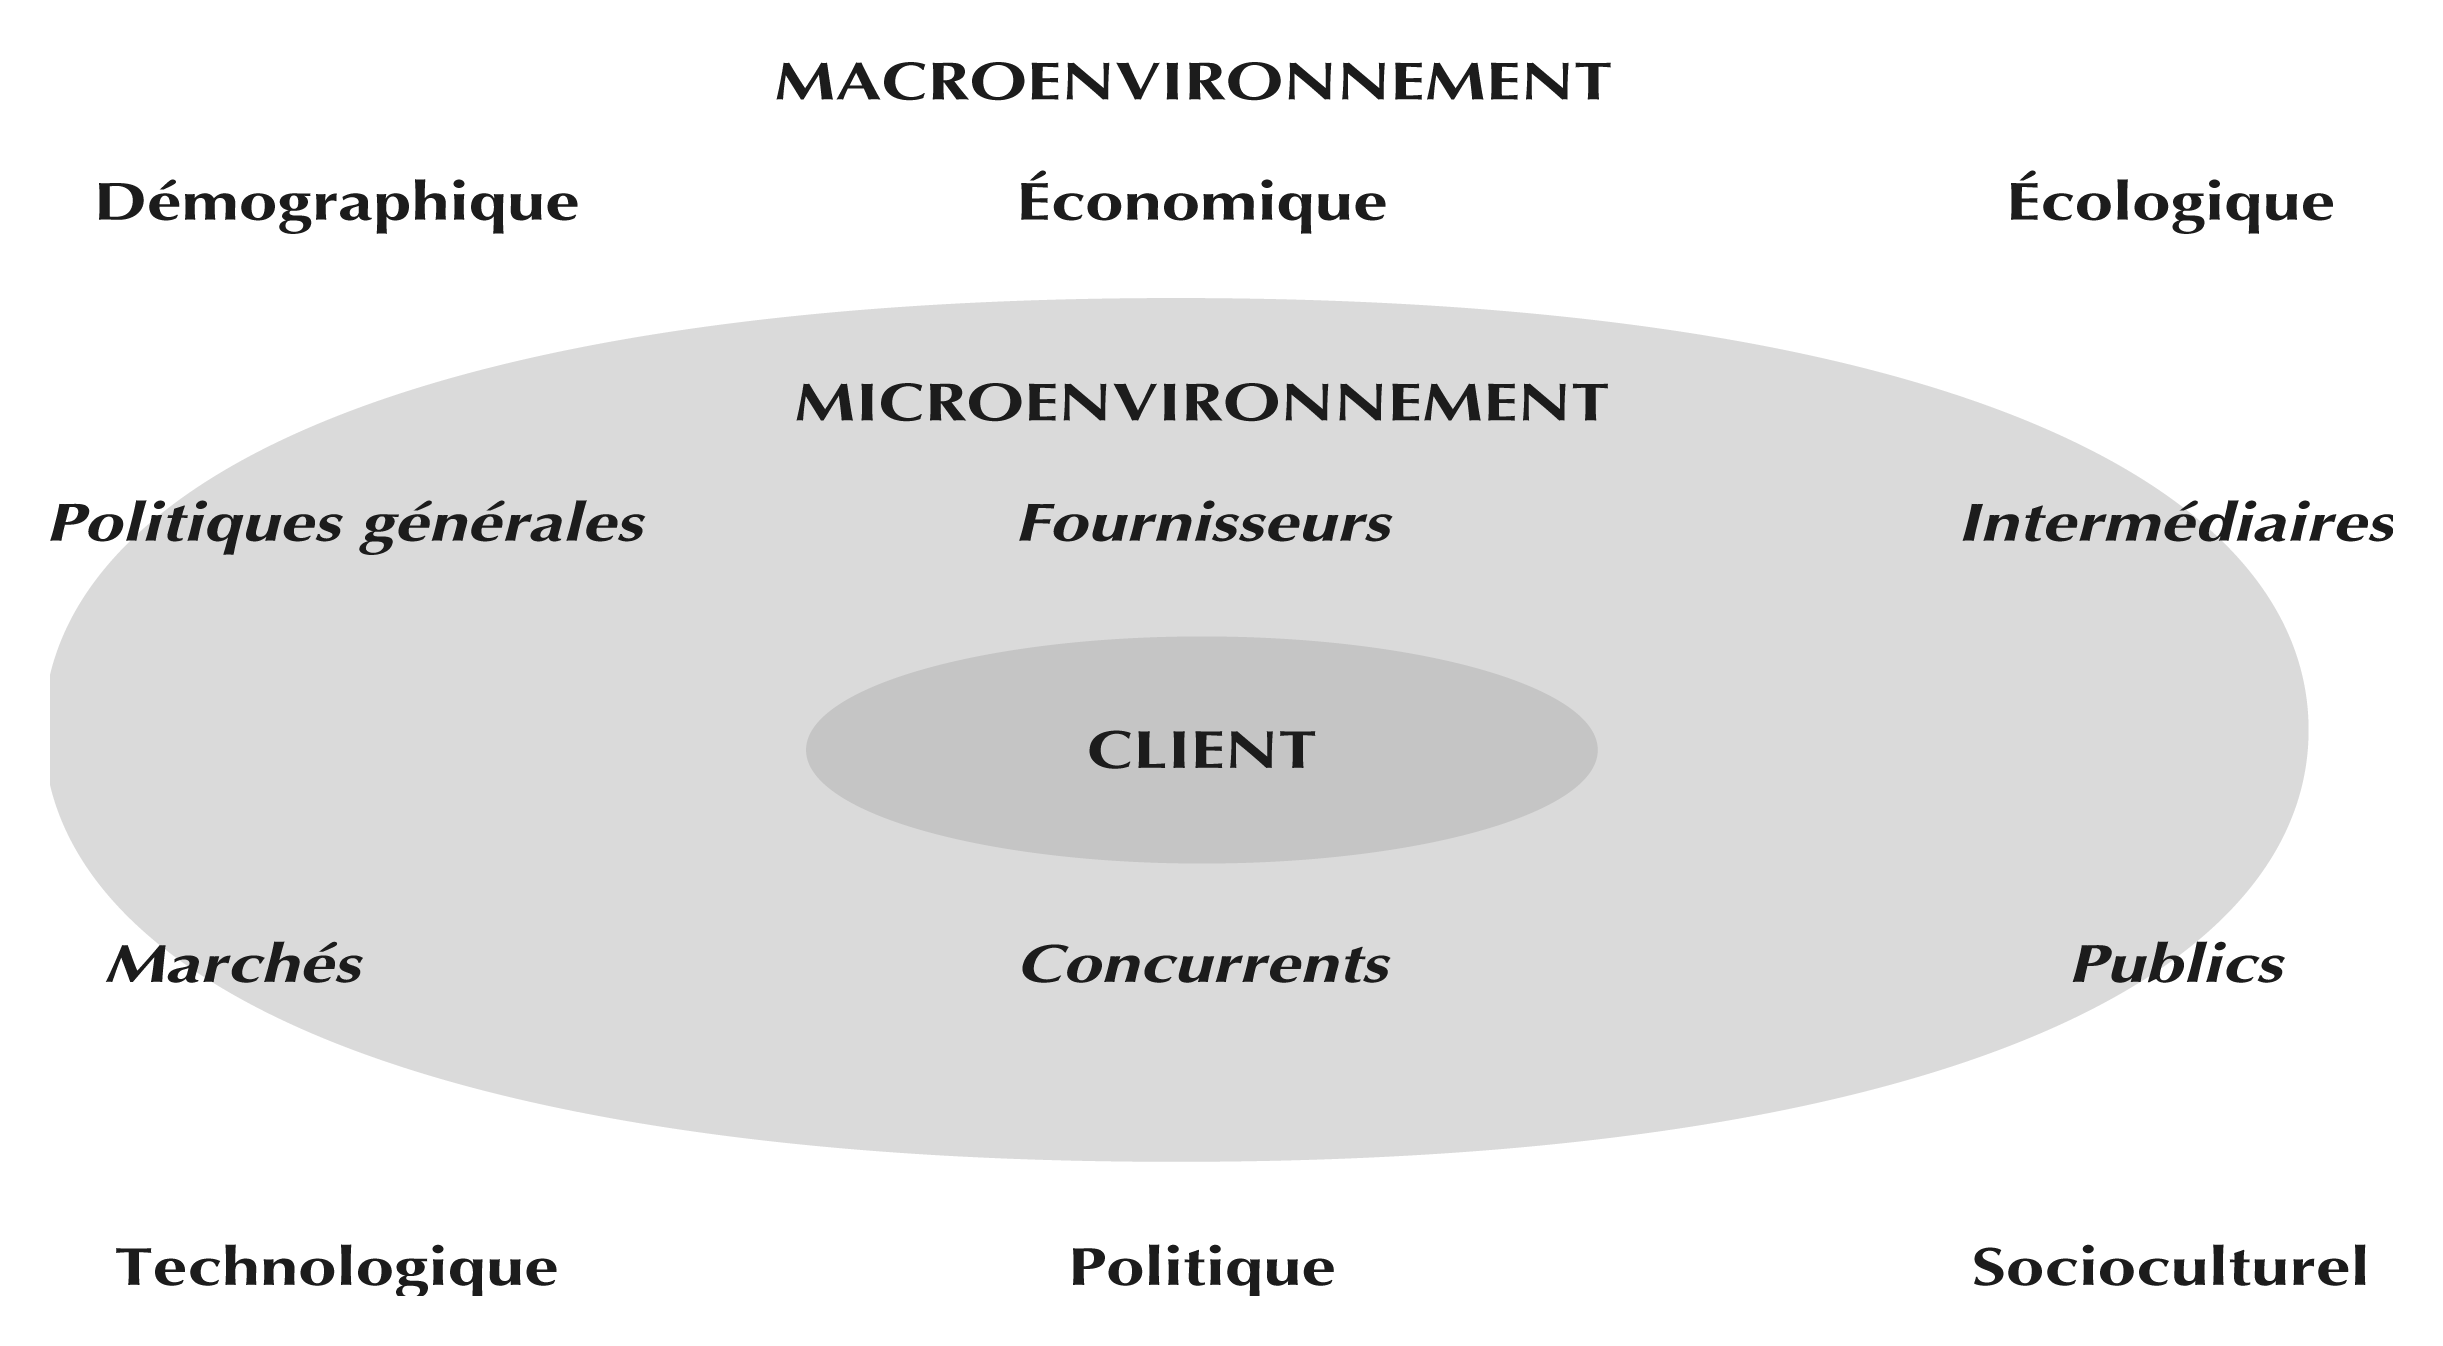 MACROENVIRONNEMENT
Démographique Économique Écologique
MICROENVIRONNEMENT
Politiques générales Fournisseurs Intermédiaires
CLIENT
Marchés Concurrents Publics
Technologique Politique Socioculturel